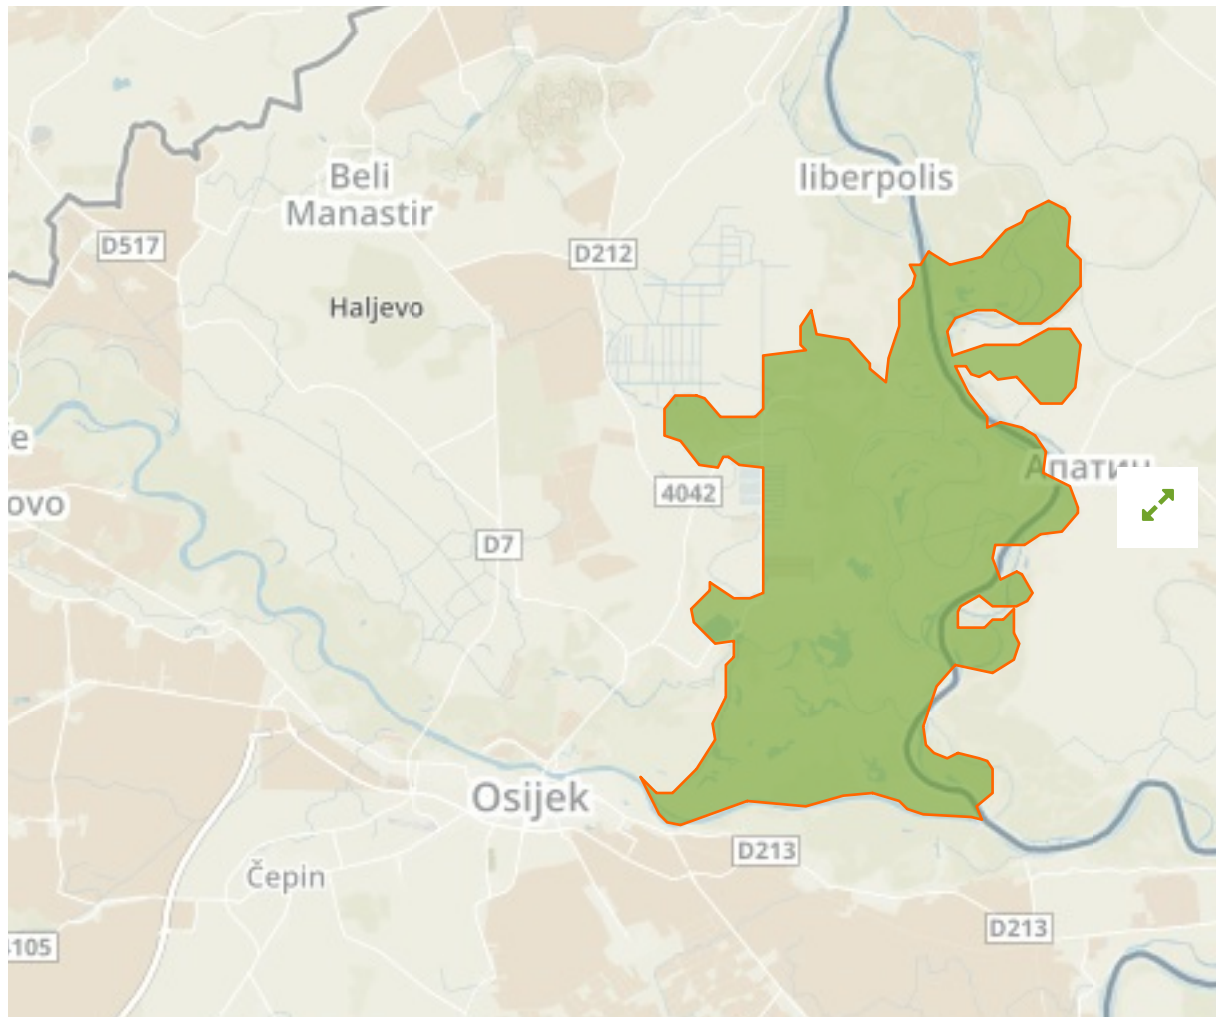 Beli
Manastir
liberpolis
D517
D212
Haljevo
4042
D7
Osijek
D213
Čepin
D213